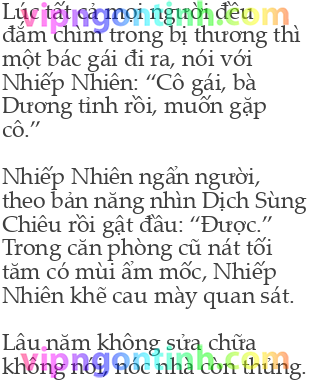 Lúc tất cả mọi người đều
đắm chìm trong bi thương thì
một bác gái đi ra, nói với
Nhiếp Nhiên: “Cô gái, bà
Dương tỉnh rồi, muốn gặp
cô.”
Nhiếp Nhiên ngẩn người,
theo bản năng nhìn Dịch Sùng
Chiêu rồi gật đầu: “Được.”
Trong căn phòng cũ nát tối
tăm có mùi ẩm mốc, Nhiếp
Nhiên khẽ cau mày quan sát.
Lâu năm không sửa chữa
không nói, nóc nhà còn thủng.
vipngontinh.com
vipngontinh.com